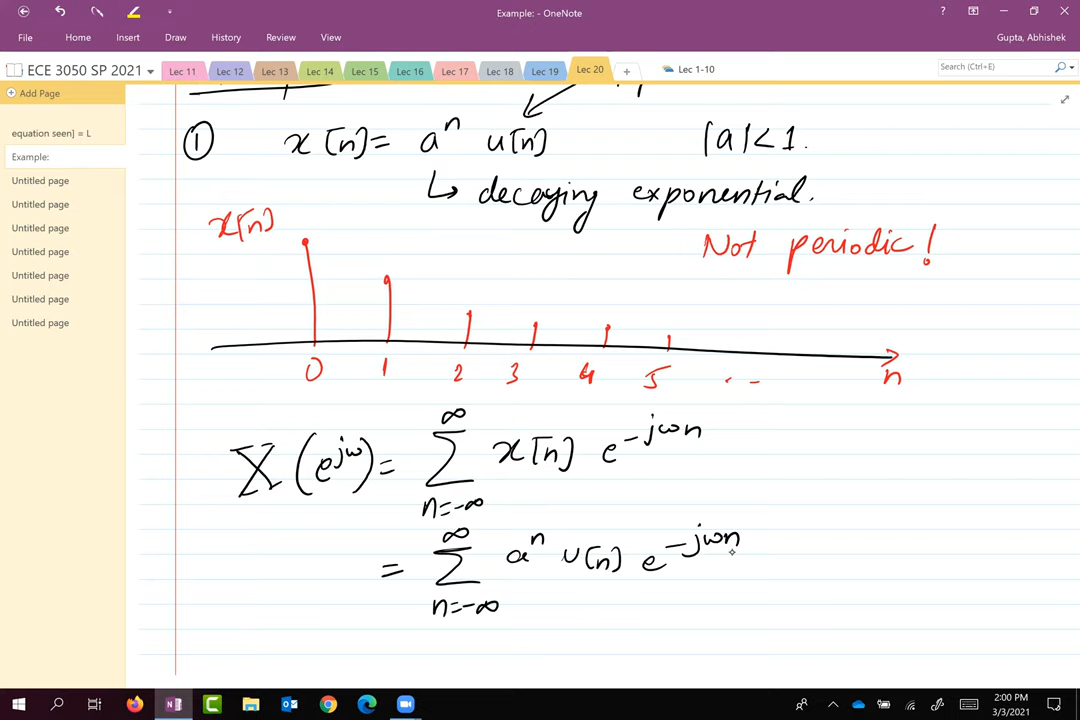 Example: - OneNote
Gupta, Abhishek
File Home Insert Draw History Review View
ECE 3050 SP 2021
Lec 11 Lec 12 Lec 13 Lec 14 Lec 15 Lec 16 Lec 17 Lec 18 Lec 19 Lec 20 + Lec 1-10
Search (Ctrl+E)
Add Page
equation seen] = L
Example:
Untitled page
Untitled page
Untitled page
Untitled page
Untitled page
Untitled page
Untitled page
① x[n] = a^n u[n] |a| < 1.
↳ decaying exponential.
x[n]
Not periodic!
0 1 2 3 4 5 . . - n
X(e^{jω}) = ∑_{n=-∞}^{∞} x[n] e^{-jωn}
= ∑_{n=-∞}^{∞} a^n u[n] e^{-jωn}
2:00 PM
3/3/2021